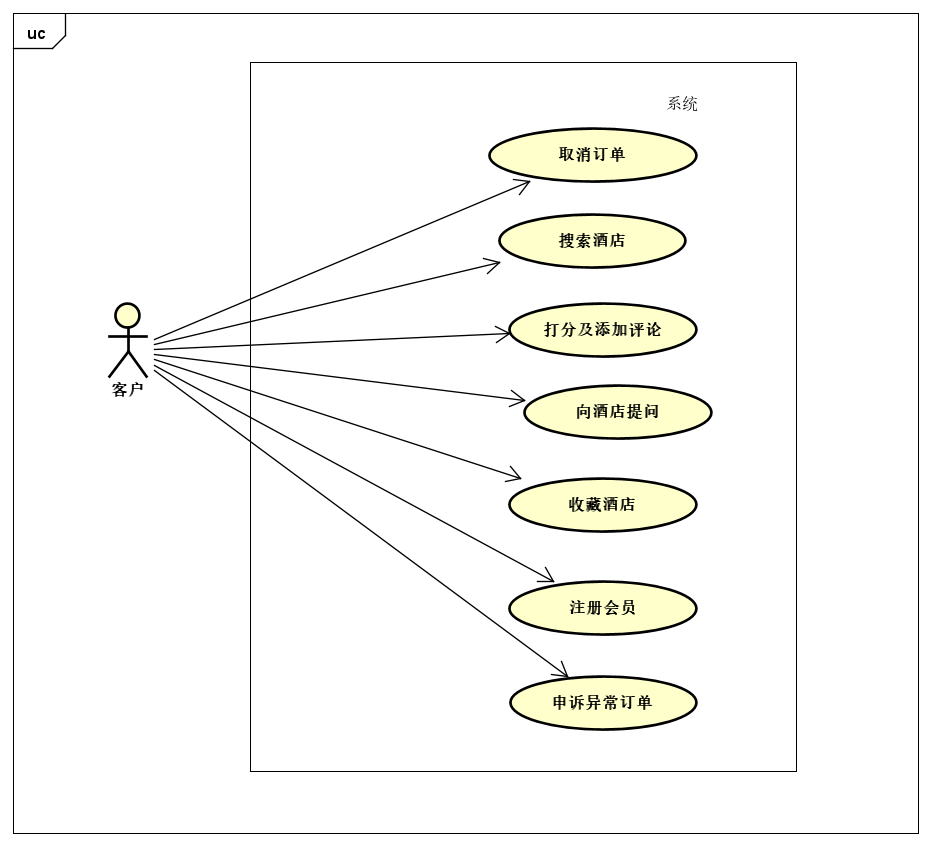 uc
系统
取消订单
搜索酒店
打分及添加评论
客户
向酒店提问
收藏酒店
注册会员
申诉异常订单